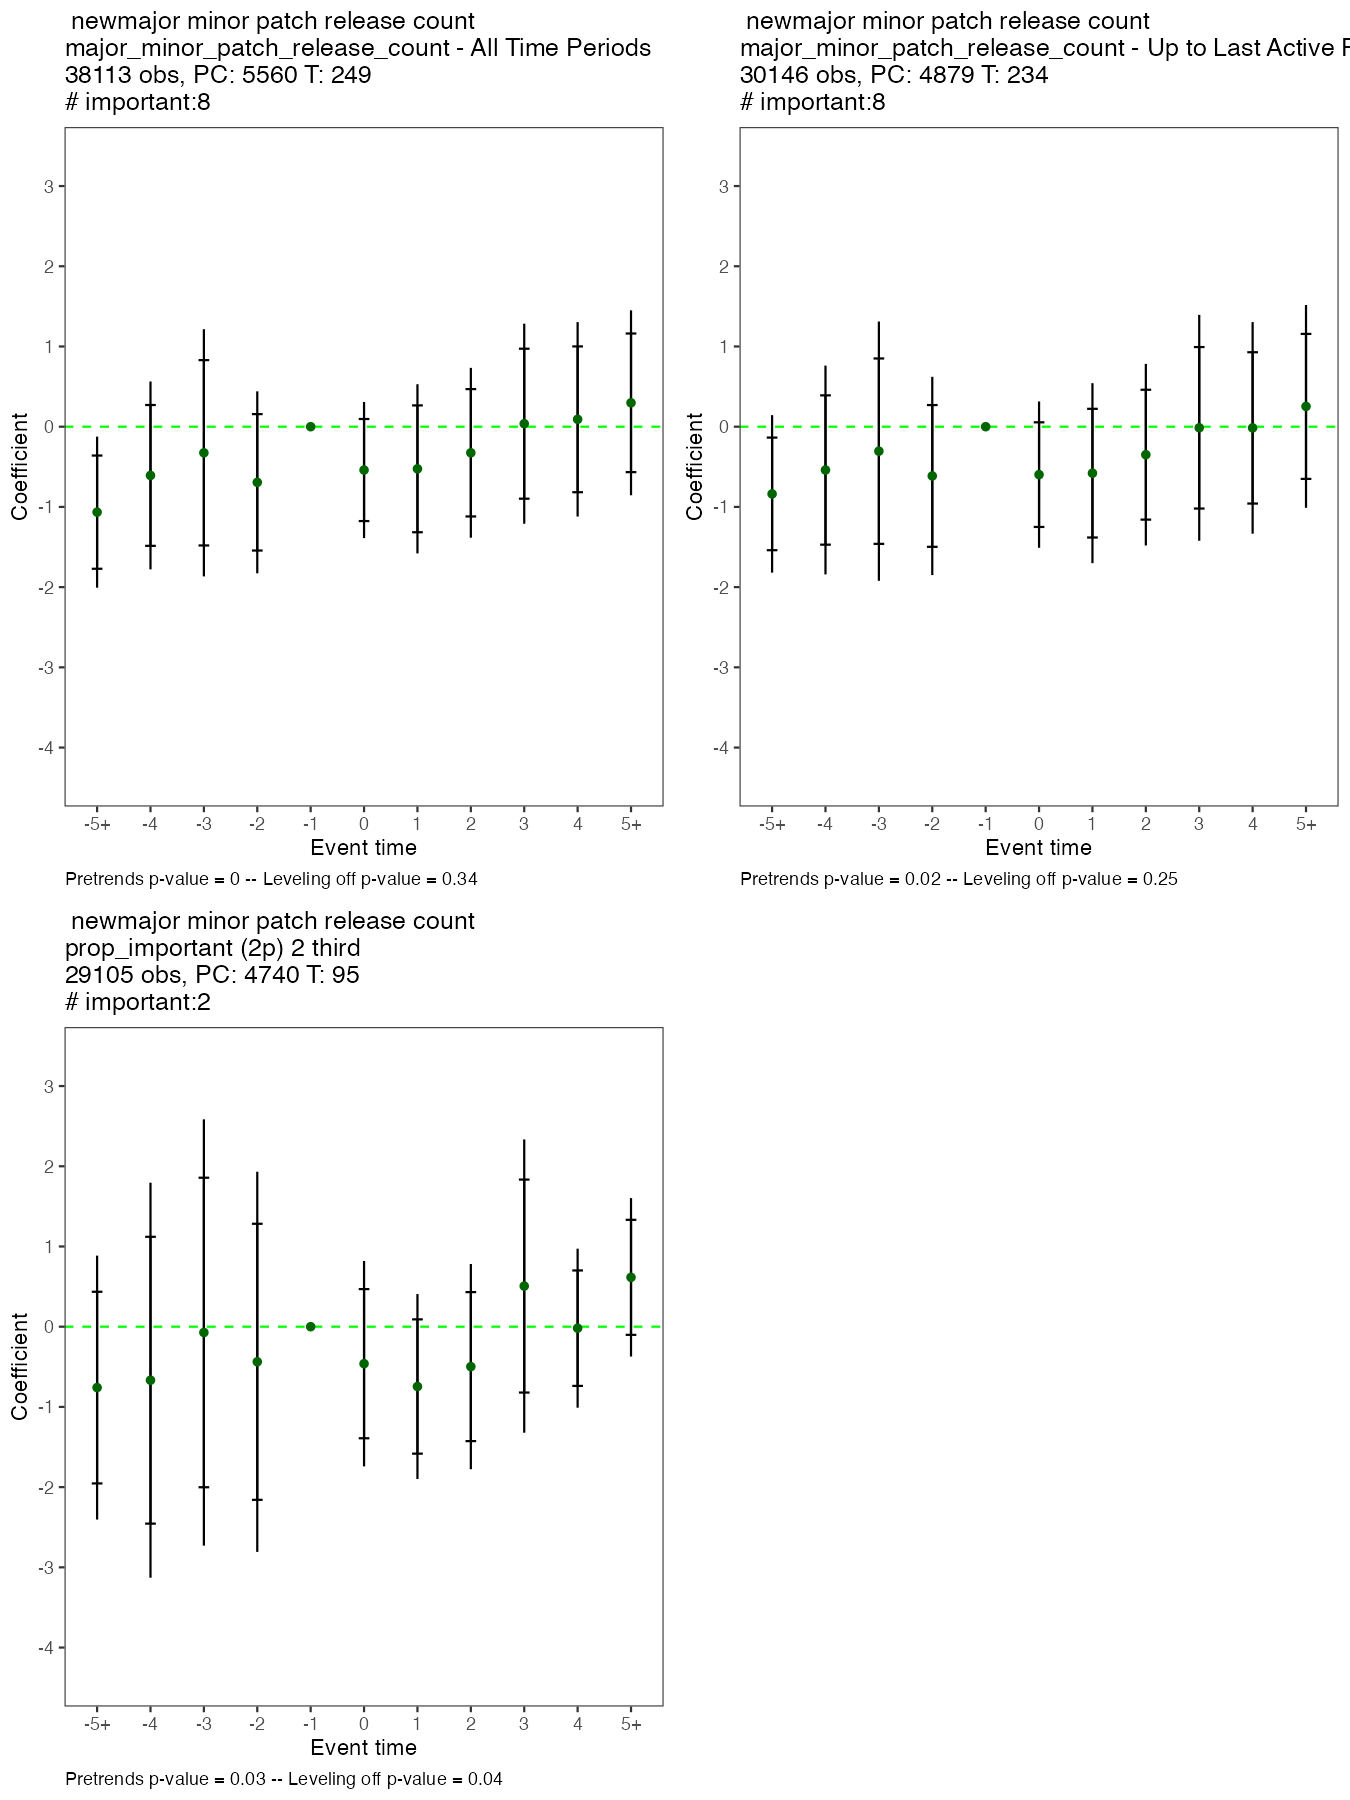 newmajor minor patch release count
major_minor_patch_release_count - All Time Periods
38113 obs, PC: 5560 T: 249
# important:8
3
2
1
0
-1
-2
-3
-4
Coefficient
-5+ -4 -3 -2 -1 0 1 2 3 4 5+
Event time
Pretrends p-value = 0 -- Leveling off p-value = 0.34
newmajor minor patch release count
major_minor_patch_release_count - Up to Last Active
30146 obs, PC: 4879 T: 234
# important:8
3
2
1
0
-1
-2
-3
-4
Coefficient
-5+ -4 -3 -2 -1 0 1 2 3 4 5+
Event time
Pretrends p-value = 0.02 -- Leveling off p-value = 0.25
newmajor minor patch release count
prop_important (2p) 2 third
29105 obs, PC: 4740 T: 95
# important:2
3
2
1
0
-1
-2
-3
-4
Coefficient
-5+ -4 -3 -2 -1 0 1 2 3 4 5+
Event time
Pretrends p-value = 0.03 -- Leveling off p-value = 0.04